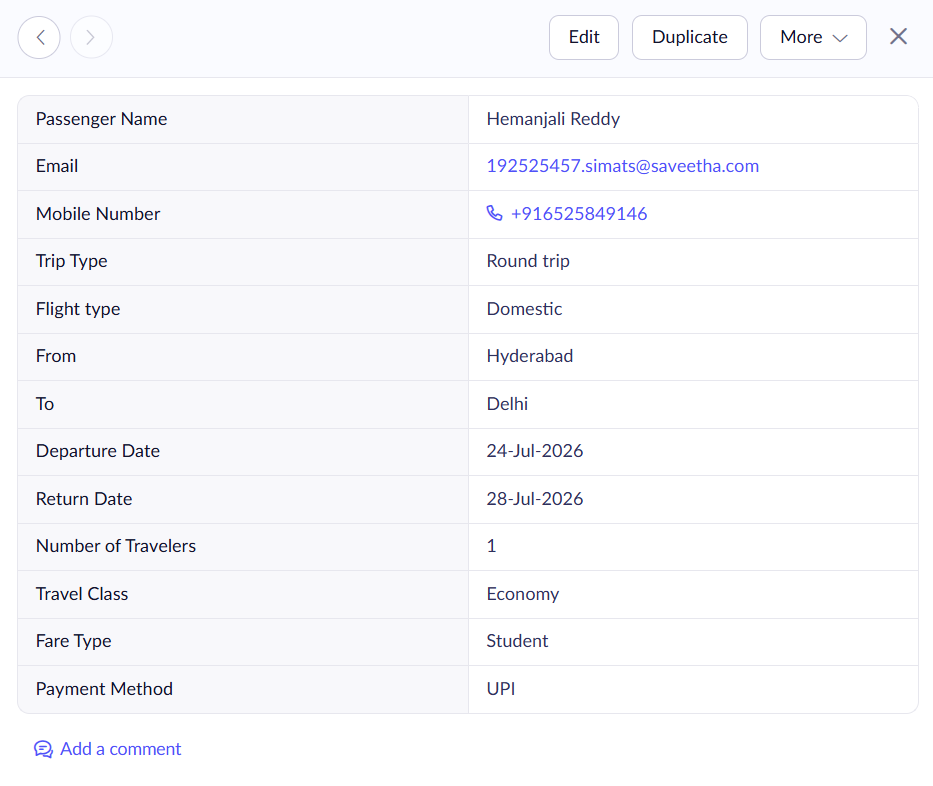 Edit Duplicate More
Passenger Name Hemanjali Reddy
Email 192525457.simats@saveetha.com
Mobile Number +916525849146
Trip Type Round trip
Flight type Domestic
From Hyderabad
To Delhi
Departure Date 24-Jul-2026
Return Date 28-Jul-2026
Number of Travelers 1
Travel Class Economy
Fare Type Student
Payment Method UPI
Add a comment